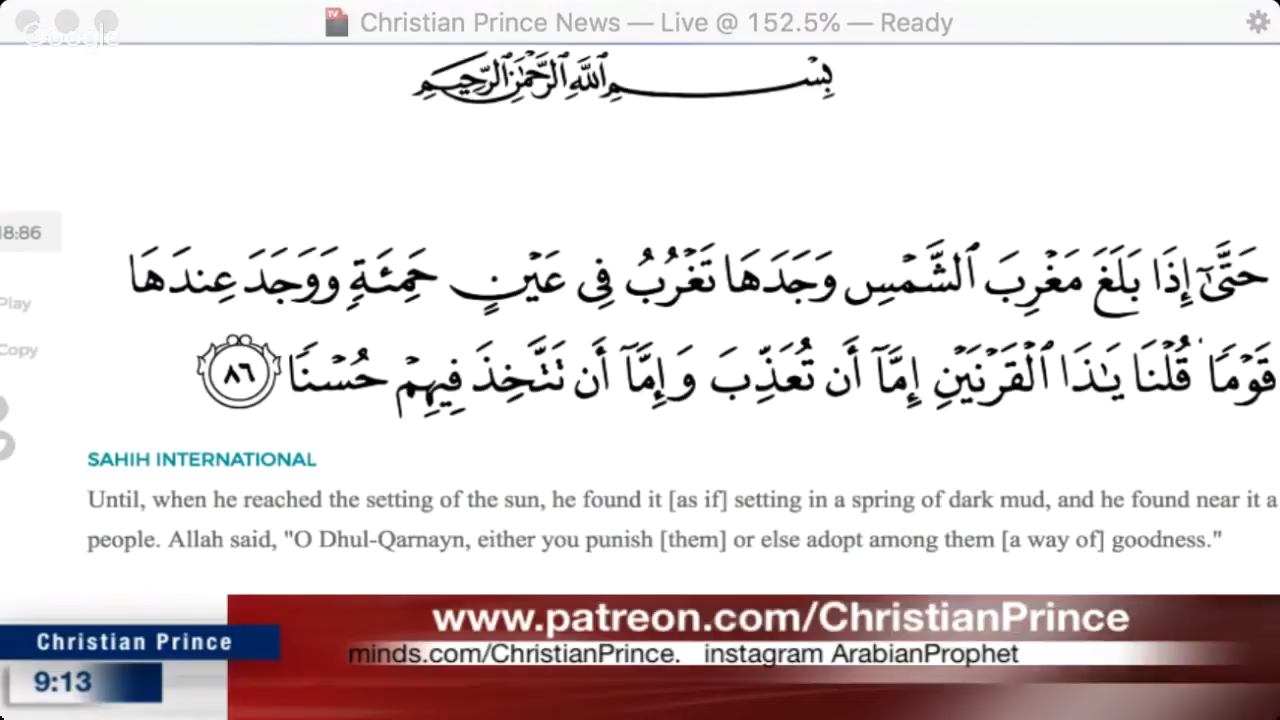 Christian Prince News — Live @ 152.5% — Ready
Google
بِسْمِ ٱللَّهِ ٱلرَّحْمَٰنِ ٱلرَّحِيمِ
18:86
حَتَّىٰٓ إِذَا بَلَغَ مَغْرِبَ ٱلشَّمْسِ وَجَدَهَا تَغْرُبُ فِى عَيْنٍ حَمِئَةٍ وَوَجَدَ عِندَهَا
Play
قَوْمًا ۗ قُلْنَا يَٰذَا ٱلْقَرْنَيْنِ إِمَّآ أَن تُعَذِّبَ وَإِمَّآ أَن تَتَّخِذَ فِيهِمْ حُسْنًا ٨٦
Copy
SAHIH INTERNATIONAL
Until, when he reached the setting of the sun, he found it [as if] setting in a spring of dark mud, and he found near it a
people. Allah said, "O Dhul-Qarnayn, either you punish [them] or else adopt among them [a way of] goodness."
www.patreon.com/ChristianPrince
Christian Prince
minds.com/ChristianPrince. instagram ArabianProphet
9:13